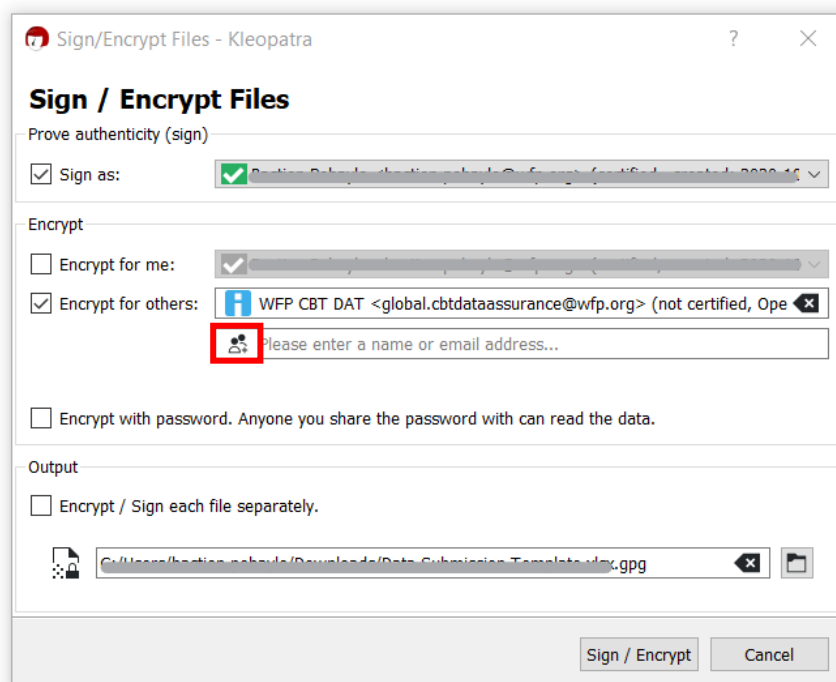 Sign/Encrypt Files - Kleopatra
Sign / Encrypt Files
Prove authenticity (sign)
Sign as:
Encrypt
Encrypt for me:
Encrypt for others: WFP CBT DAT <global.cbtdataassurance@wfp.org> (not certified, Ope
Please enter a name or email address...
Encrypt with password. Anyone you share the password with can read the data.
Output
Encrypt / Sign each file separately.
.gpg
Sign / Encrypt Cancel